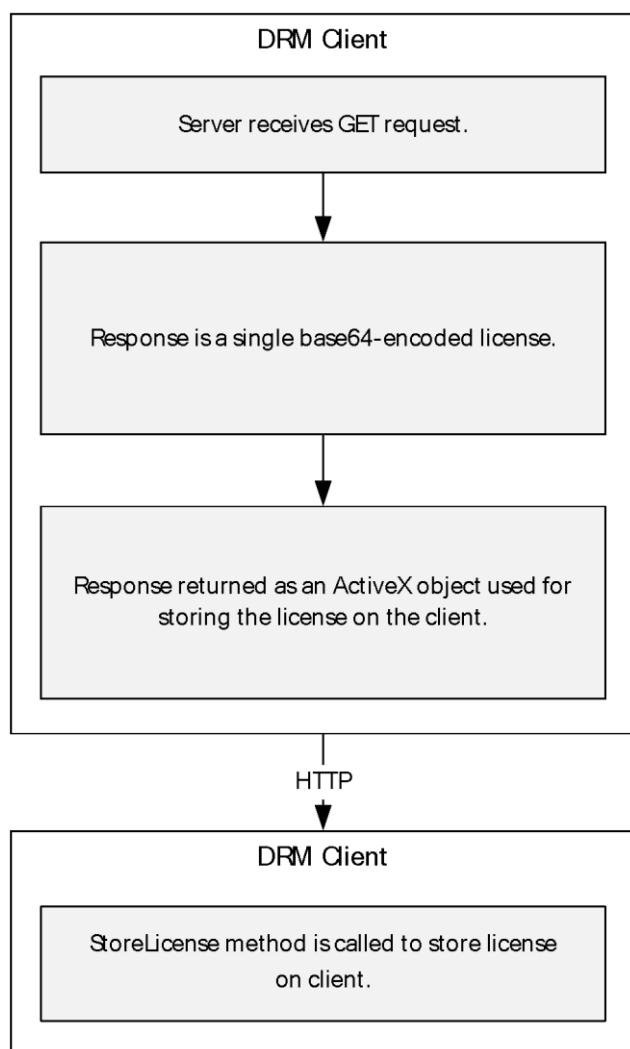 DRM Client
Server receives GET request.
Response is a single base64-encoded license.
Response returned as an ActiveX object used for
storing the license on the client.
HTTP
DRM Client
StoreLicense method is called to store license
on client.